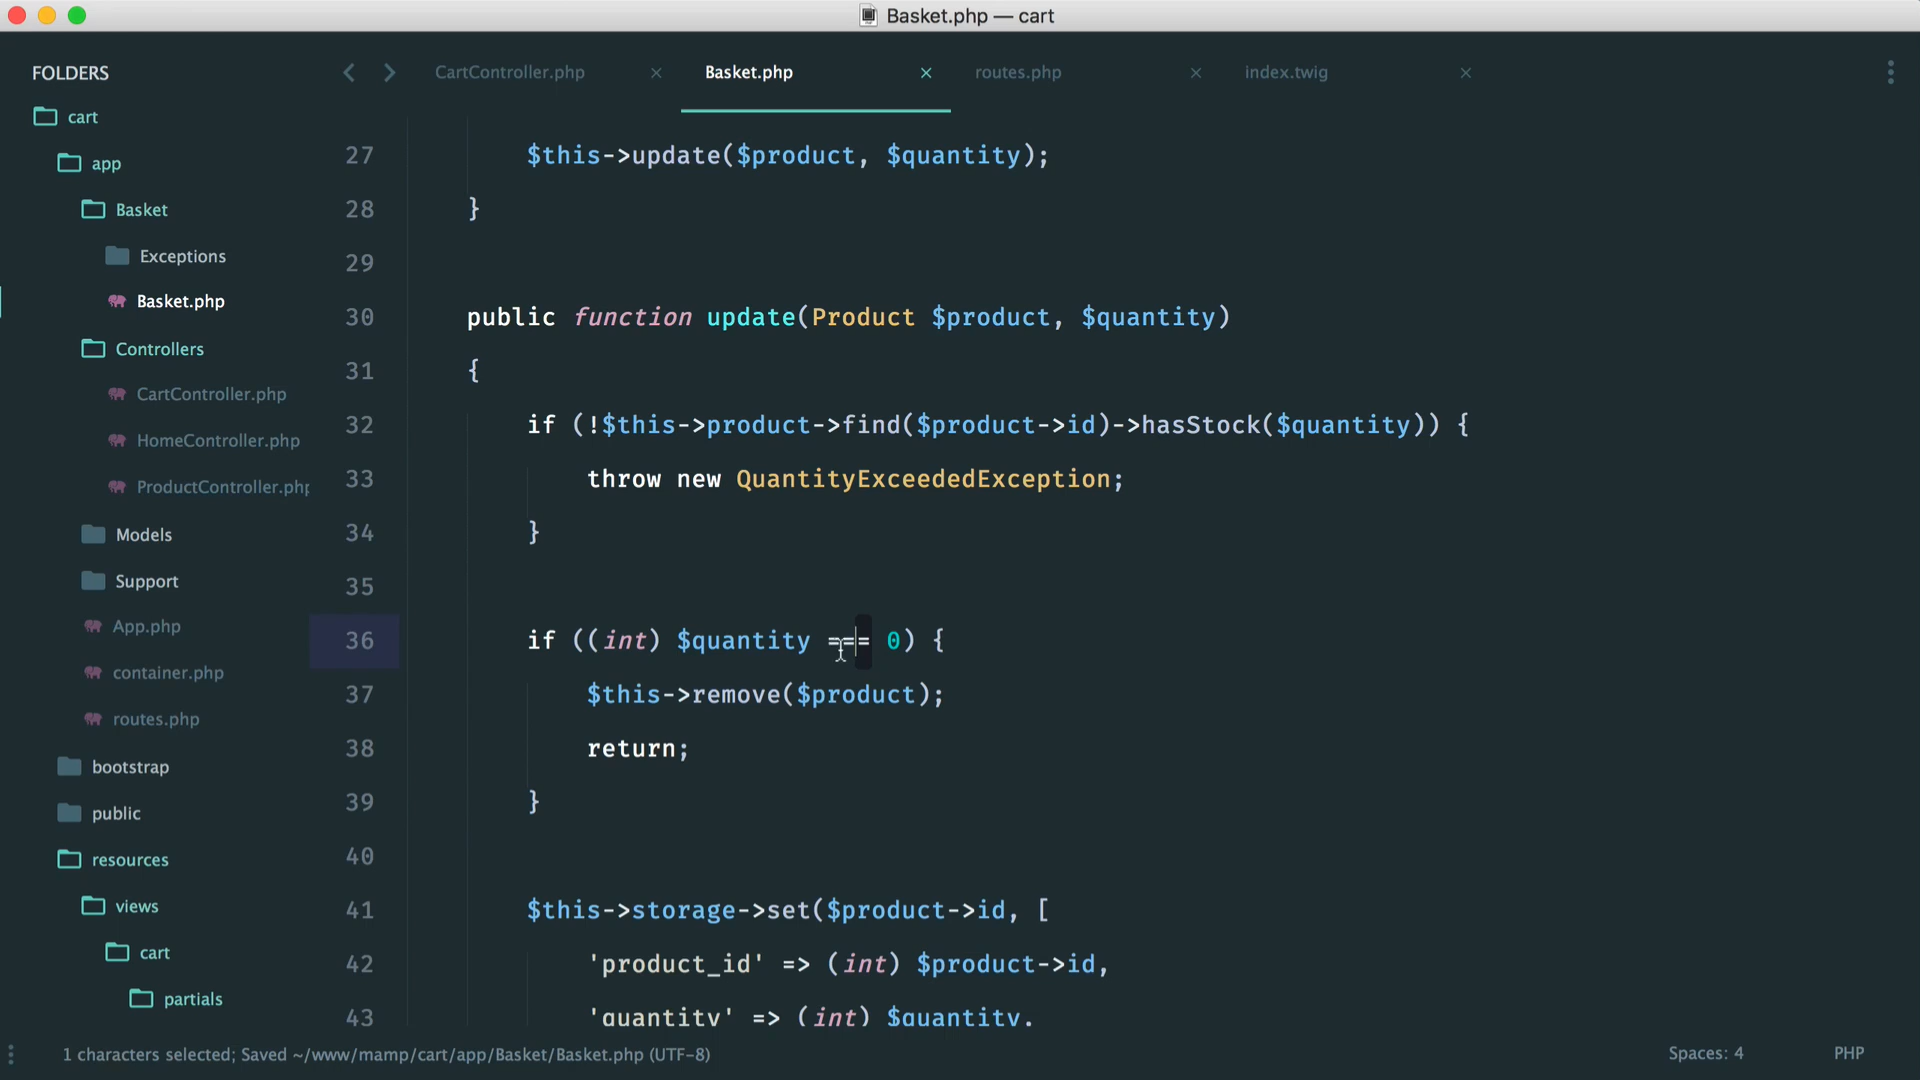 Basket.php — cart
FOLDERS
cart
app
Basket
Exceptions
Basket.php
Controllers
CartController.php
HomeController.php
ProductController.php
Models
Support
App.php
container.php
routes.php
bootstrap
public
resources
views
cart
partials
CartController.php
Basket.php
routes.php
index.twig
27 $this->update($product, $quantity);
28 }
29
30 public function update(Product $product, $quantity)
31 {
32 if (!$this->product->find($product->id)->hasStock($quantity)) {
33 throw new QuantityExceededException;
34 }
35
36 if ((int) $quantity === 0) {
37 $this->remove($product);
38 return;
39 }
40
41 $this->storage->set($product->id, [
42 'product_id' => (int) $product->id,
43 'quantity' => (int) $quantity,
1 characters selected; Saved ~/www/mamp/cart/app/Basket/Basket.php (UTF-8)
Spaces: 4
PHP